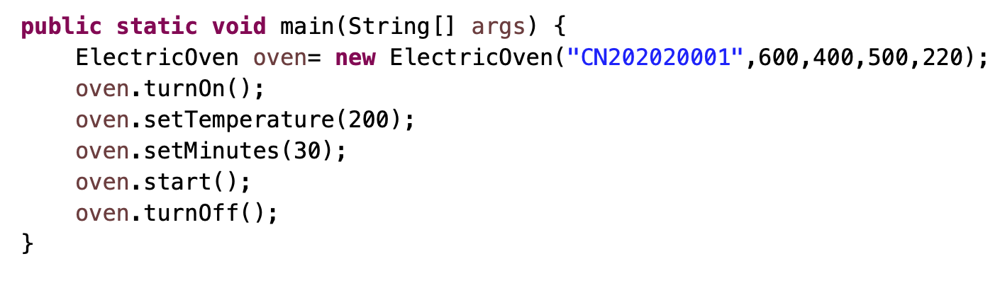 public static void main(String[] args) {
    ElectricOven oven= new ElectricOven("CN202020001",600,400,500,220);
    oven.turnOn();
    oven.setTemperature(200);
    oven.setMinutes(30);
    oven.start();
    oven.turnOff();
}